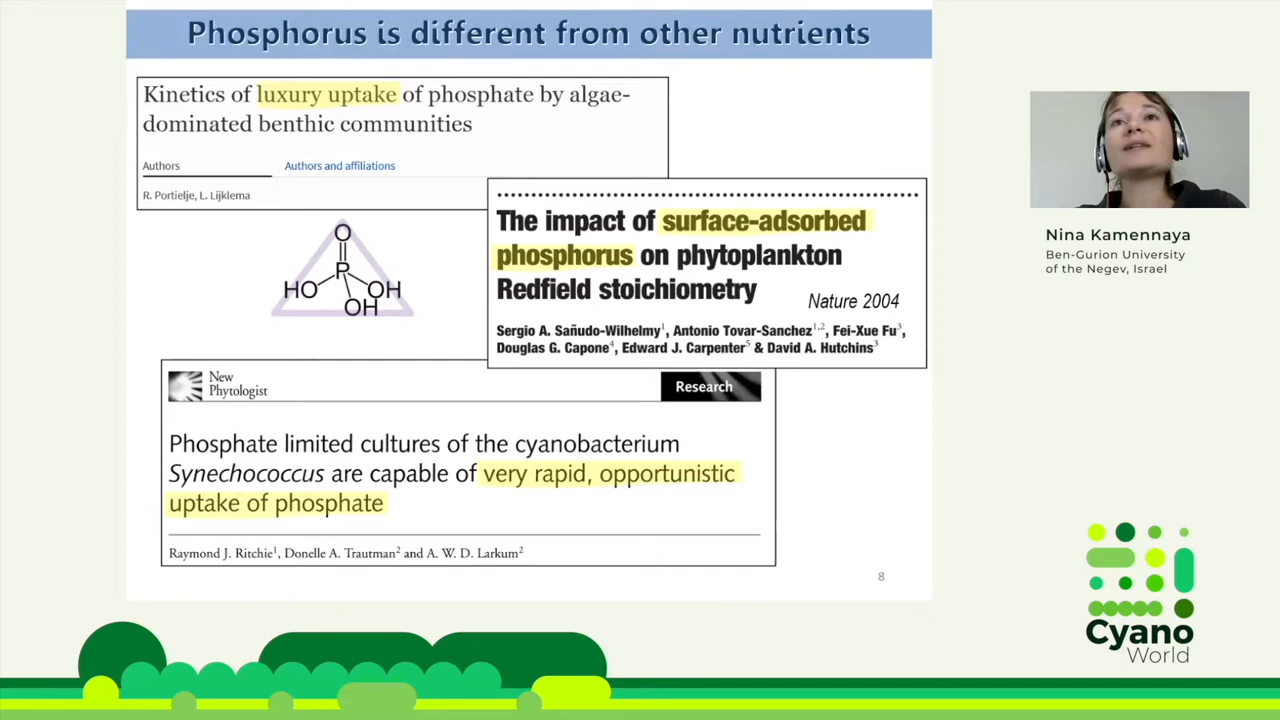 Phosphorus is different from other nutrients
Kinetics of luxury uptake of phosphate by algae-
dominated benthic communities
Authors
Authors and affiliations
R. Portielje, L. Lijklema
The impact of surface-adsorbed
phosphorus on phytoplankton
Redfield stoichiometry
Nature 2004
Sergio A. Sañudo-Wilhelmy1, Antonio Tovar-Sanchez1,2, Fei-Xue Fu3,
Douglas G. Capone4, Edward J. Carpenter5 & David A. Hutchins3
O
P
HO
OH
OH
New
Phytologist
Research
Phosphate limited cultures of the cyanobacterium
Synechococcus are capable of very rapid, opportunistic
uptake of phosphate
Raymond J. Ritchie1, Donelle A. Trautman2 and A. W. D. Larkum2
8
Nina Kamennaya
Ben-Gurion University
of the Negev, Israel
Cyano
World